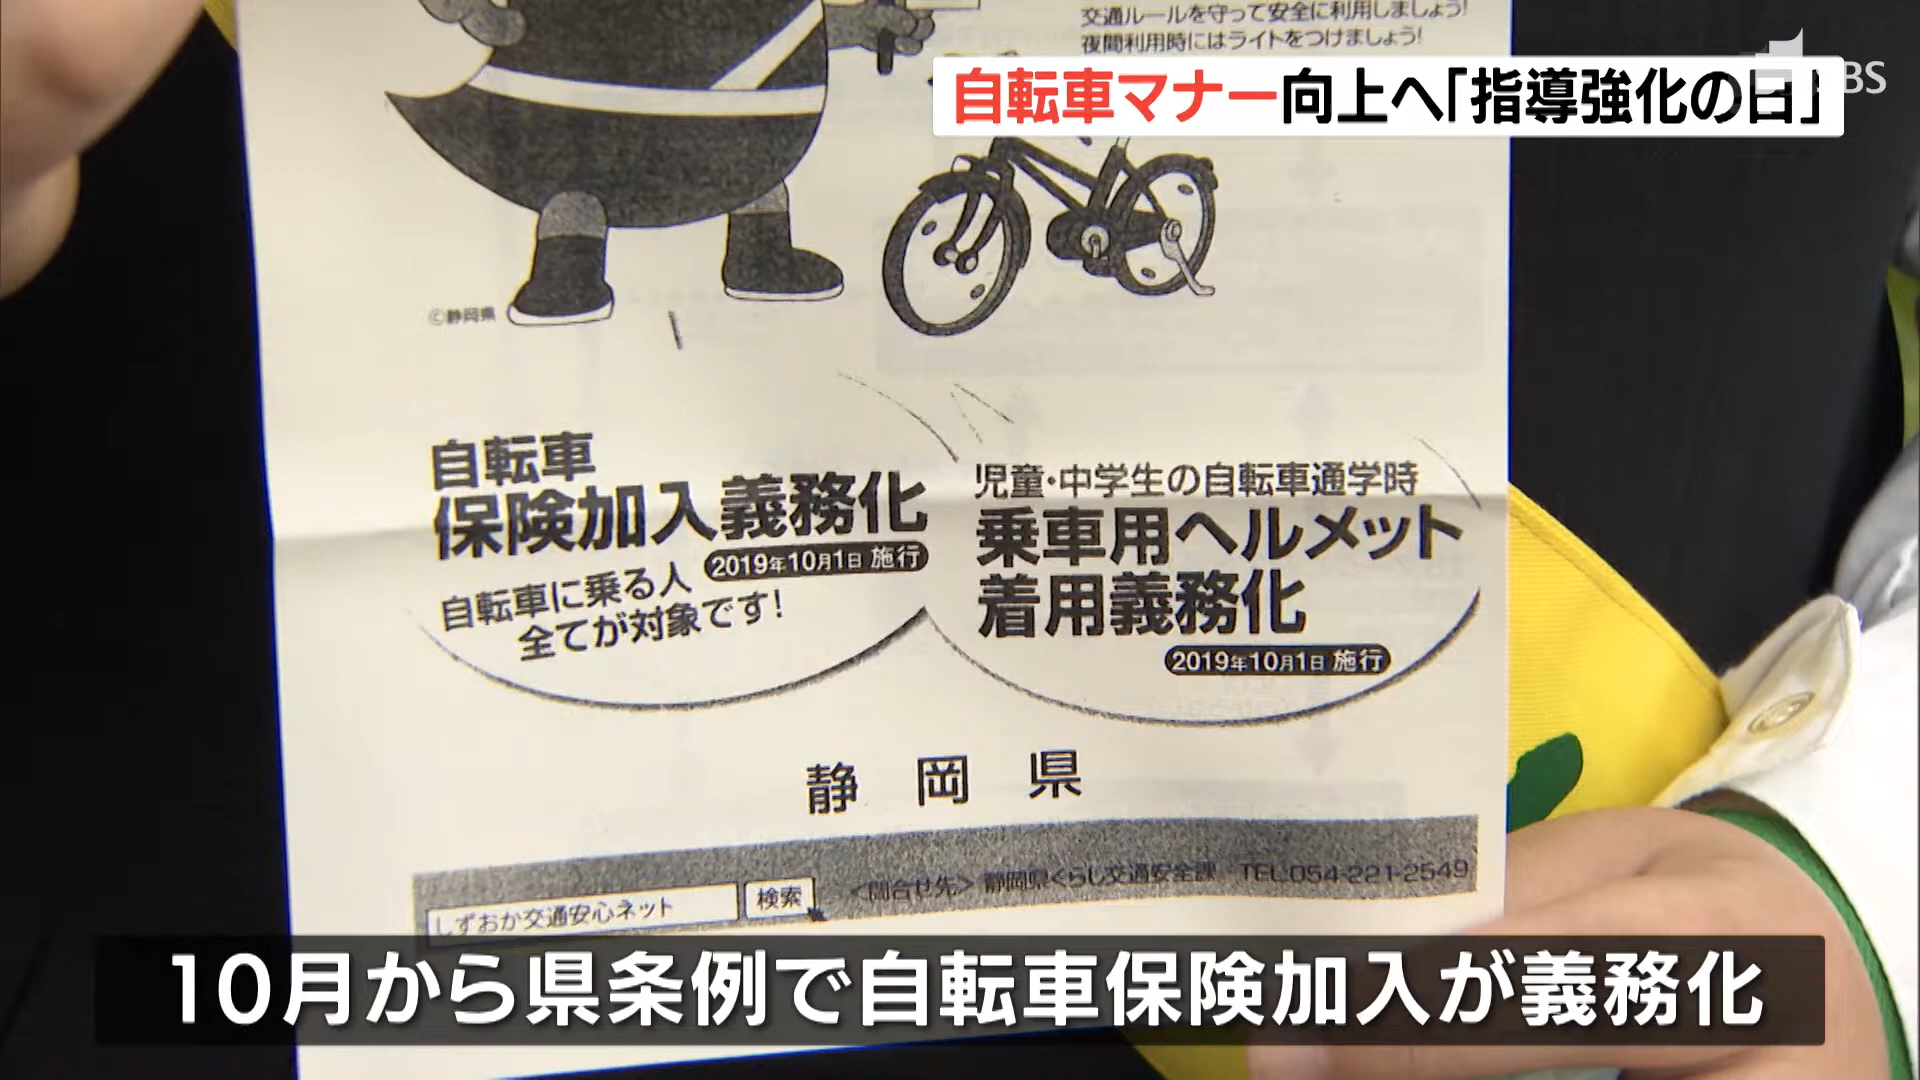 交通ルールを守って安全に利用しましょう!
夜間利用時にはライトをつけましょう!
SBS
自転車マナー向上へ「指導強化の日」
©静岡県
自転車
保険加入義務化
2019年10月1日 施行
自転車に乗る人
全てが対象です!
児童・中学生の自転車通学時
乗車用ヘルメット
着用義務化
2019年10月1日 施行
静岡県
しずおか交通安心ネット 検索
<問合せ先> 静岡県くらし交通安全課 TEL:054-221-2549
10月から県条例で自転車保険加入が義務化